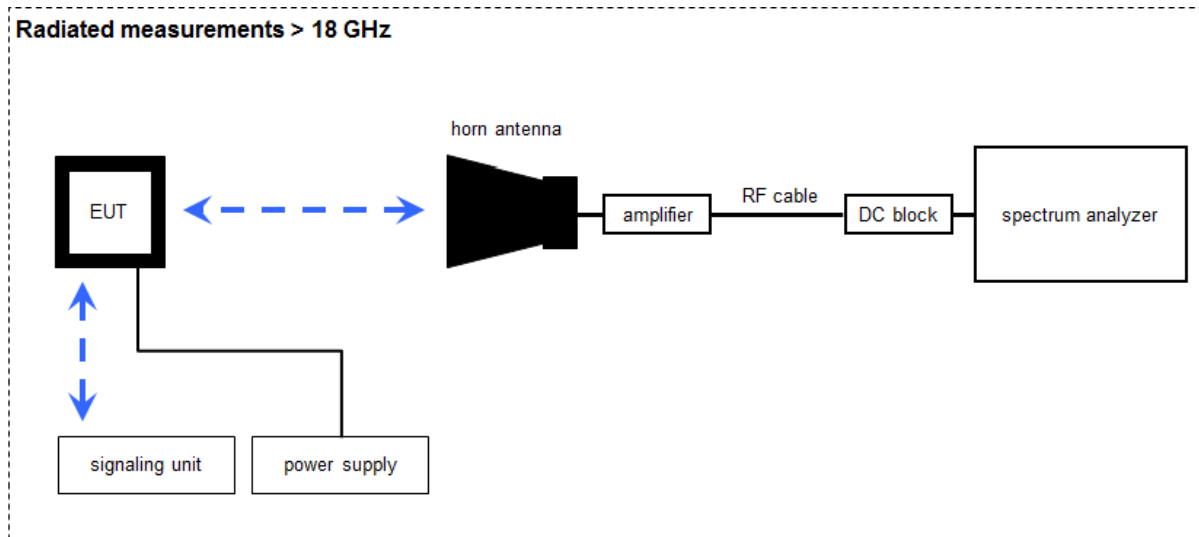 Radiated measurements > 18 GHz
horn antenna
EUT
amplifier
RF cable
DC block
spectrum analyzer
signaling unit
power supply